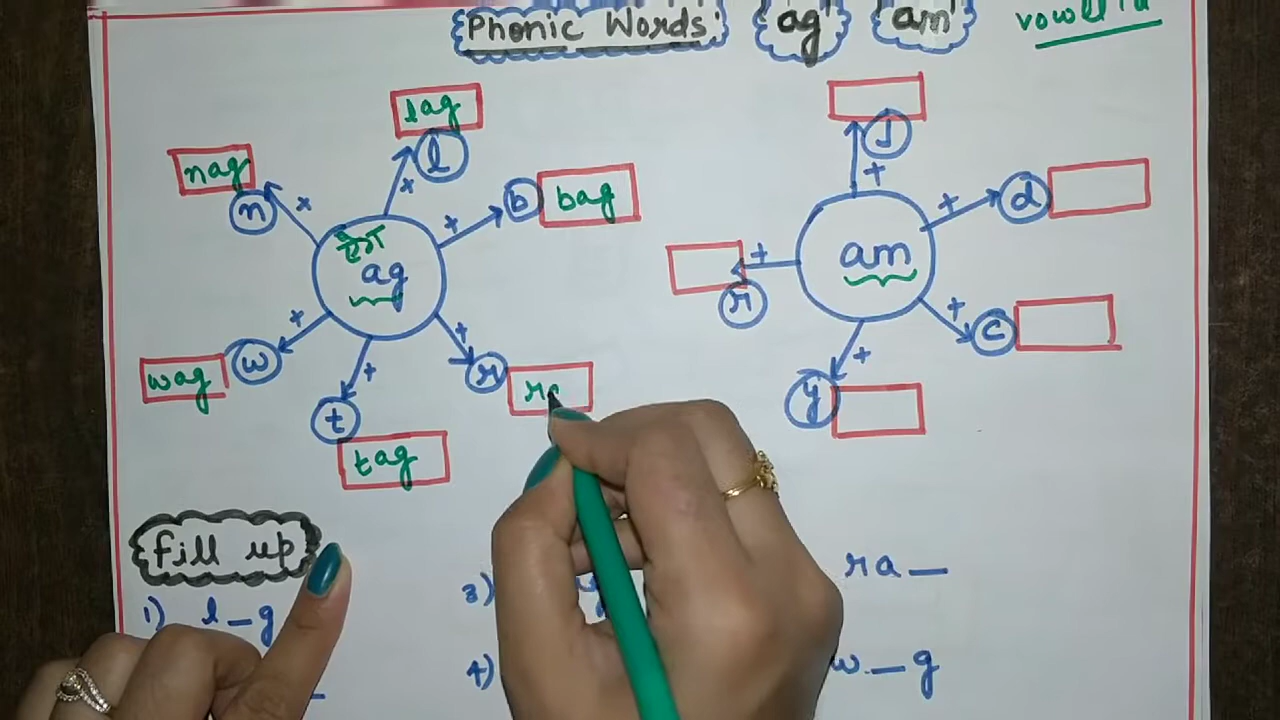 Phonic Words 'ag' 'am'
lag
l
nag
n
b bag
ऐग
ag
w
wag
t
tag
r
ra
am
j
d
c
y
r
+ + + + + +
+ + + + +
Fill up
1) l_g
3)
ra_
4)
w_g